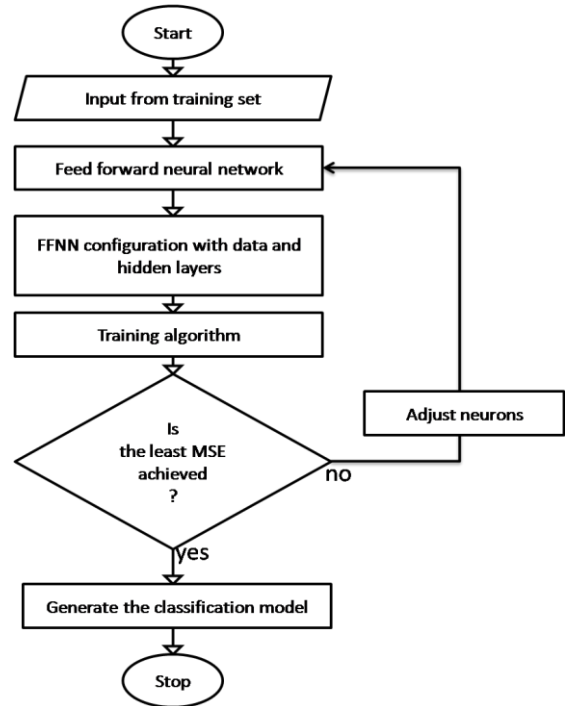 Start
Input from training set
Feed forward neural network
FFNN configuration with data and
hidden layers
Training algorithm
Is
the least MSE
achieved
?
no
Adjust neurons
yes
Generate the classification model
Stop